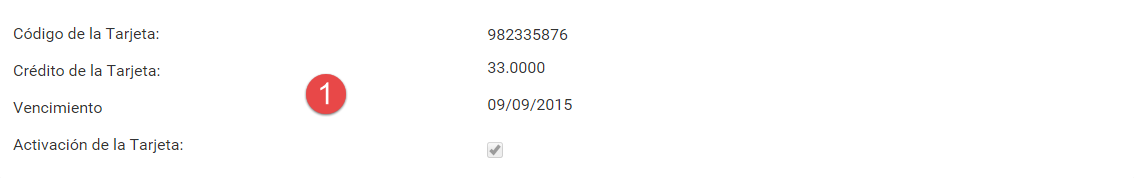 Código de la Tarjeta: 982335876
Crédito de la Tarjeta: 33.0000
1
Vencimiento 09/09/2015
Activación de la Tarjeta: